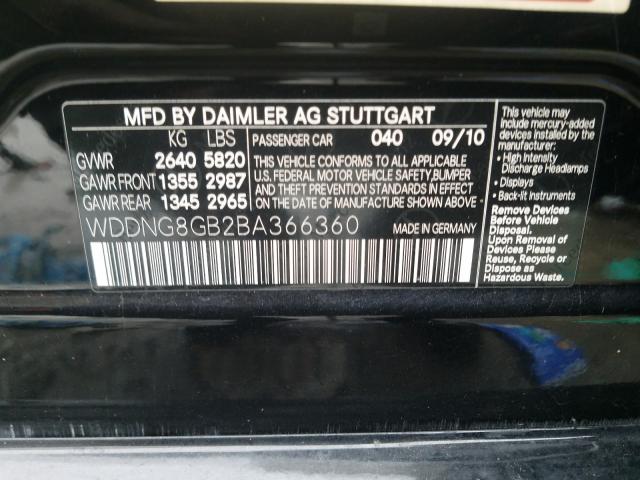 MFD BY DAIMLER AG STUTTGART
KG LBS PASSENGER CAR 040 09/10
GVWR 2640 5820
GAWR FRONT 1355 2987
GAWR REAR 1345 2965
THIS VEHICLE CONFORMS TO ALL APPLICABLE
U.S. FEDERAL MOTOR VEHICLE SAFETY,BUMPER
AND THEFT PREVENTION STANDARDS IN EFFECT
ON THE DATE OF MANUFACTURE SHOWN ABOVE.
WDDNG8GB2BA366360 MADE IN GERMANY
This vehicle may
include mercury-added
devices installed by the
manufacturer:
• High Intensity
Discharge Headlamps
• Displays
• Back-lit Instruments
Remove Devices
Before Vehicle
Disposal.
Upon Removal of
Devices Please
Reuse, Recycle or
Dispose as
Hazardous Waste.